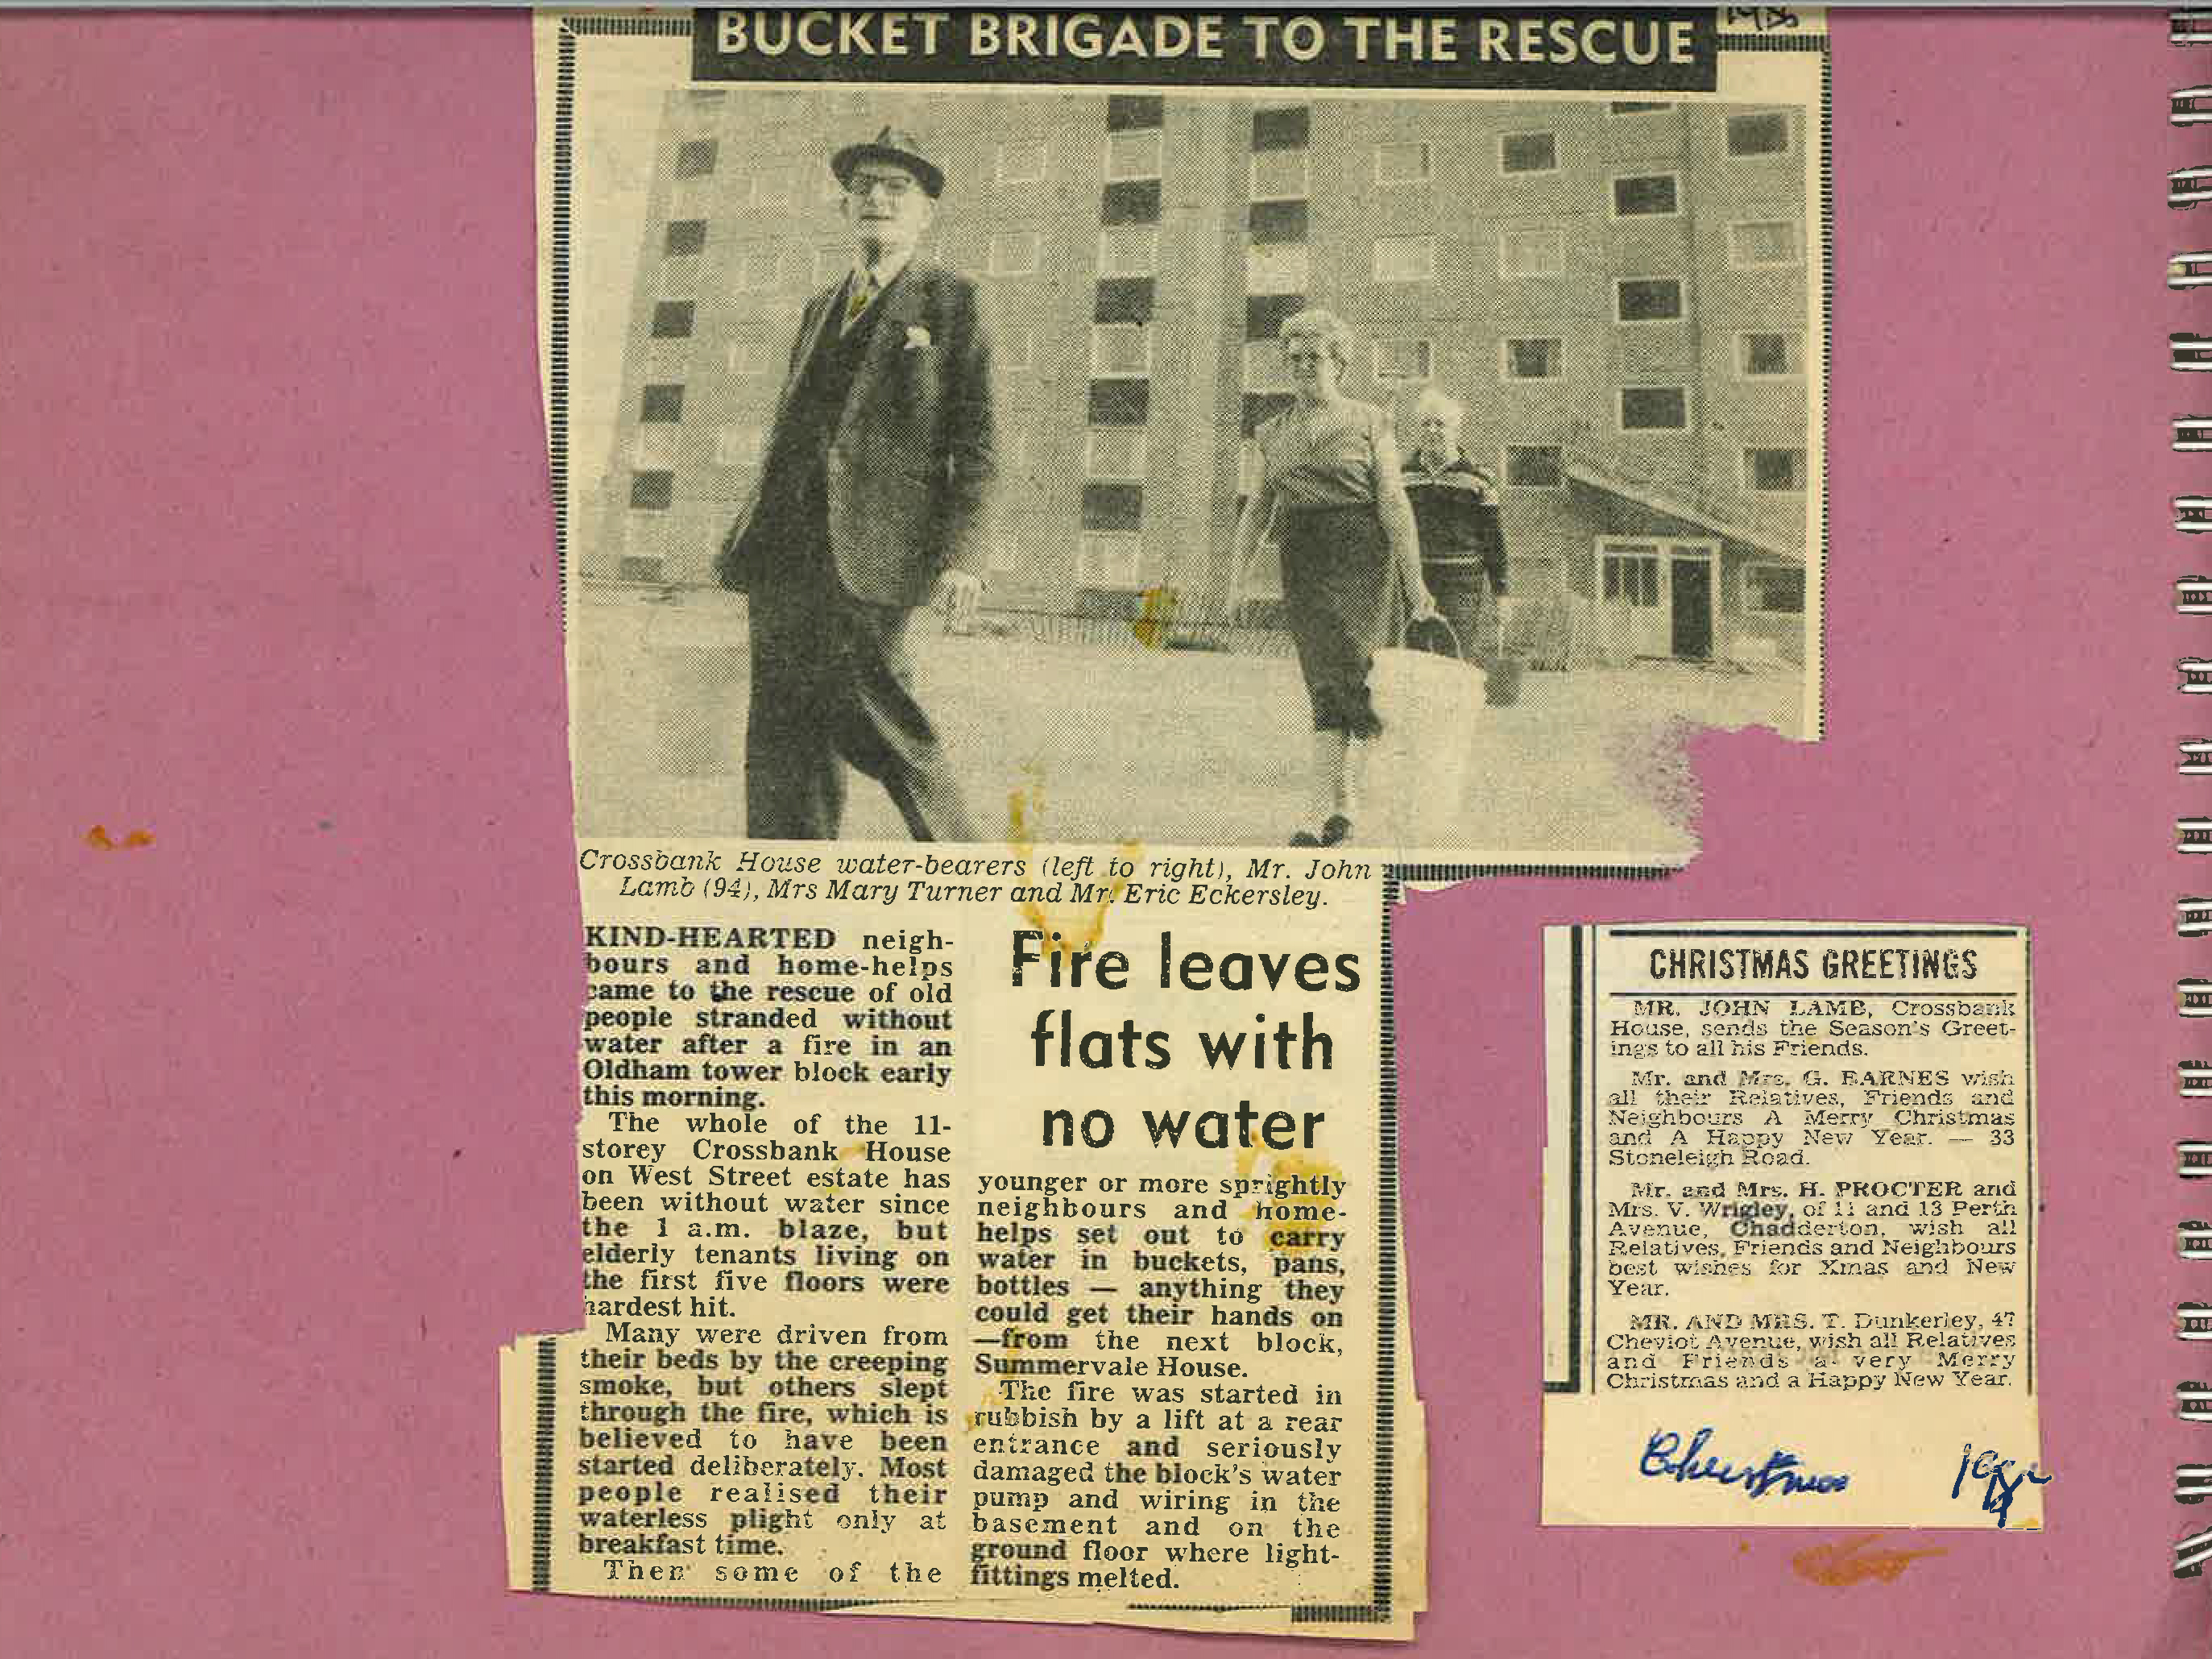 BUCKET BRIGADE TO THE RESCUE
Crossbank House water-bearers (left to right), Mr. John
Lamb (94), Mrs Mary Turner and Mr. Eric Eckersley.
KIND-HEARTED neigh-
bours and home-helps
came to the rescue of old
people stranded without
water after a fire in an
Oldham tower block early
this morning.
The whole of the 11-
storey Crossbank House
on West Street estate has
been without water since
the 1 a.m. blaze, but
elderly tenants living on
the first five floors were
hardest hit.
Many were driven from
their beds by the creeping
smoke, but others slept
through the fire, which is
believed to have been
started deliberately. Most
people realised their
waterless plight only at
breakfast time.
Then some of the
Fire leaves
flats with
no water
younger or more sprightly
neighbours and home-
helps set out to carry
water in buckets, pans,
bottles — anything they
could get their hands on
—from the next block,
Summervale House.
The fire was started in
rubbish by a lift at a rear
entrance and seriously
damaged the block's water
pump and wiring in the
basement and on the
ground floor where light-
fittings melted.
CHRISTMAS GREETINGS
MR. JOHN LAMB, Crossbank
House, sends the Season's Greet-
ings to all his Friends.
Mr. and Mrs. G. BARNES wish
all their Relatives, Friends and
Neighbours A Merry Christmas
and A Happy New Year. — 33
Stoneleigh Road.
Mr. and Mrs. H. PROCTER and
Mrs. V. Wrigley, of 11 and 13 Perth
Avenue, Chadderton, wish all
Relatives, Friends and Neighbours
best wishes for Xmas and New
Year.
MR. AND MRS. T. Dunkerley, 47
Cheviot Avenue, wish all Relatives
and Friends a very Merry
Christmas and a Happy New Year.
Christmas